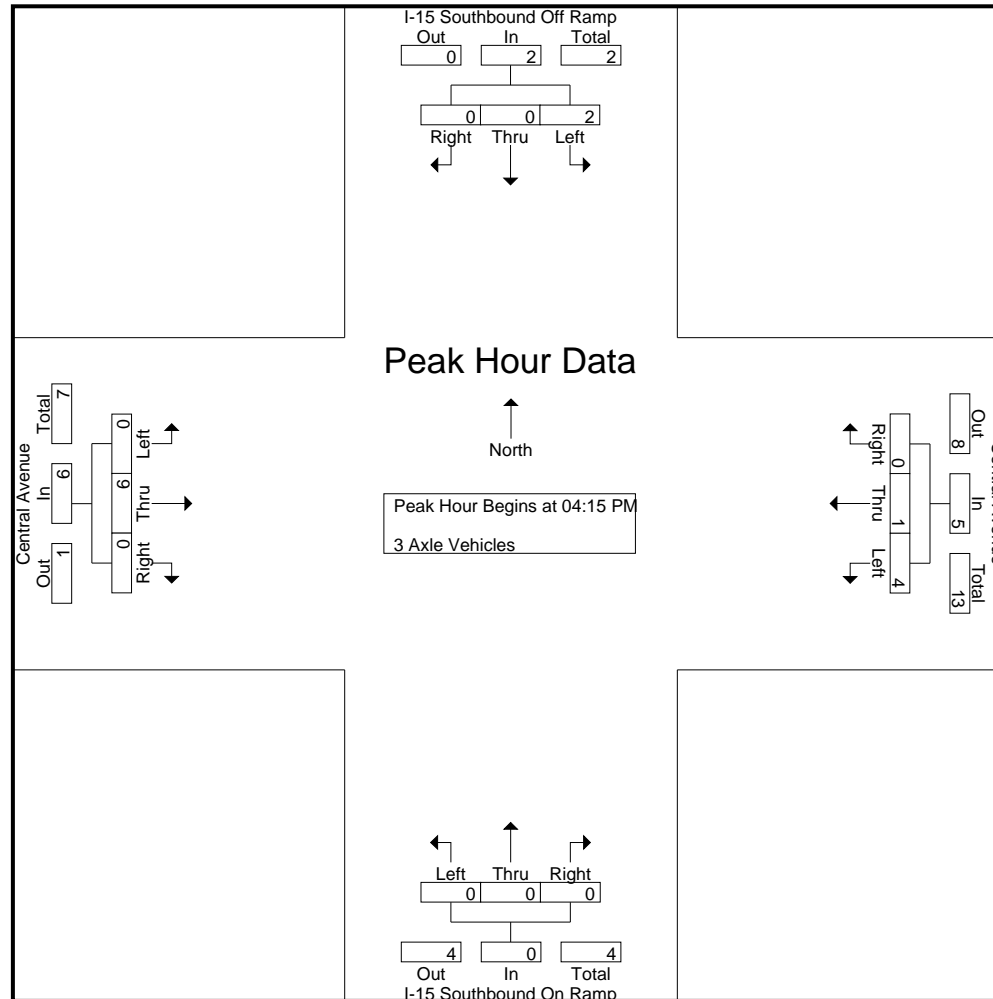 I-15 Southbound Off Ramp
Out In Total
0 2 2
0 0 2
Right Thru Left
Peak Hour Data
North
Peak Hour Begins at 04:15 PM
3 Axle Vehicles
Central Avenue
Total In Out
7 6 1
0 6 0
Left Thru Right
Right Thru Left
0 1 4
8 5 13
Out In Total
Left Thru Right
0 0 0
4 0 4
Out In Total
I-15 Southbound On Ramp